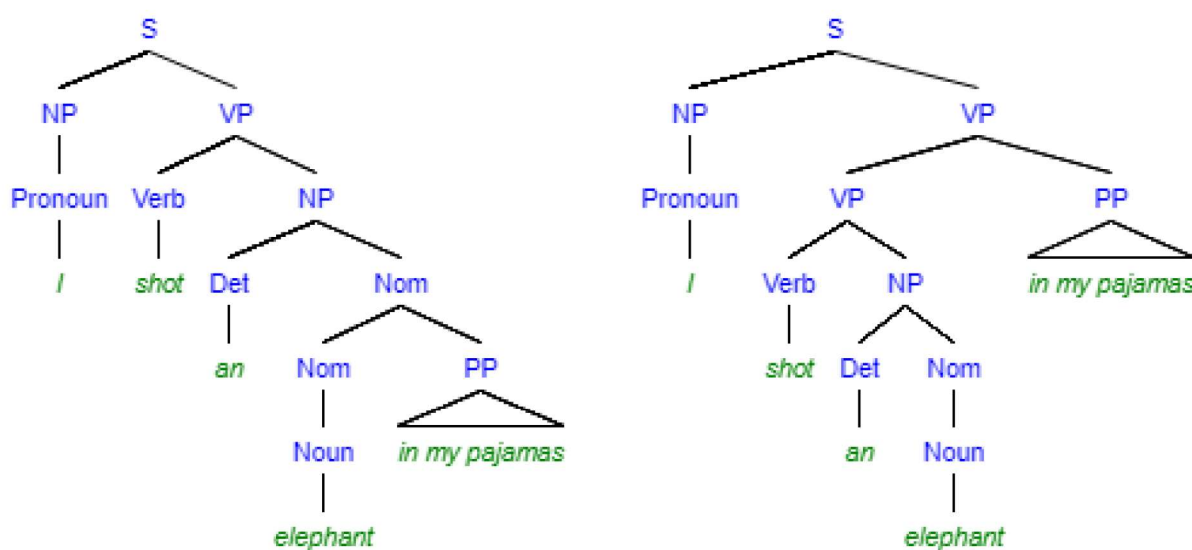 S S
NP VP NP VP
Pronoun Verb NP Pronoun VP PP
I shot Det Nom I Verb NP in my pajamas
an Nom PP shot Det Nom
Noun in my pajamas an Noun
elephant elephant